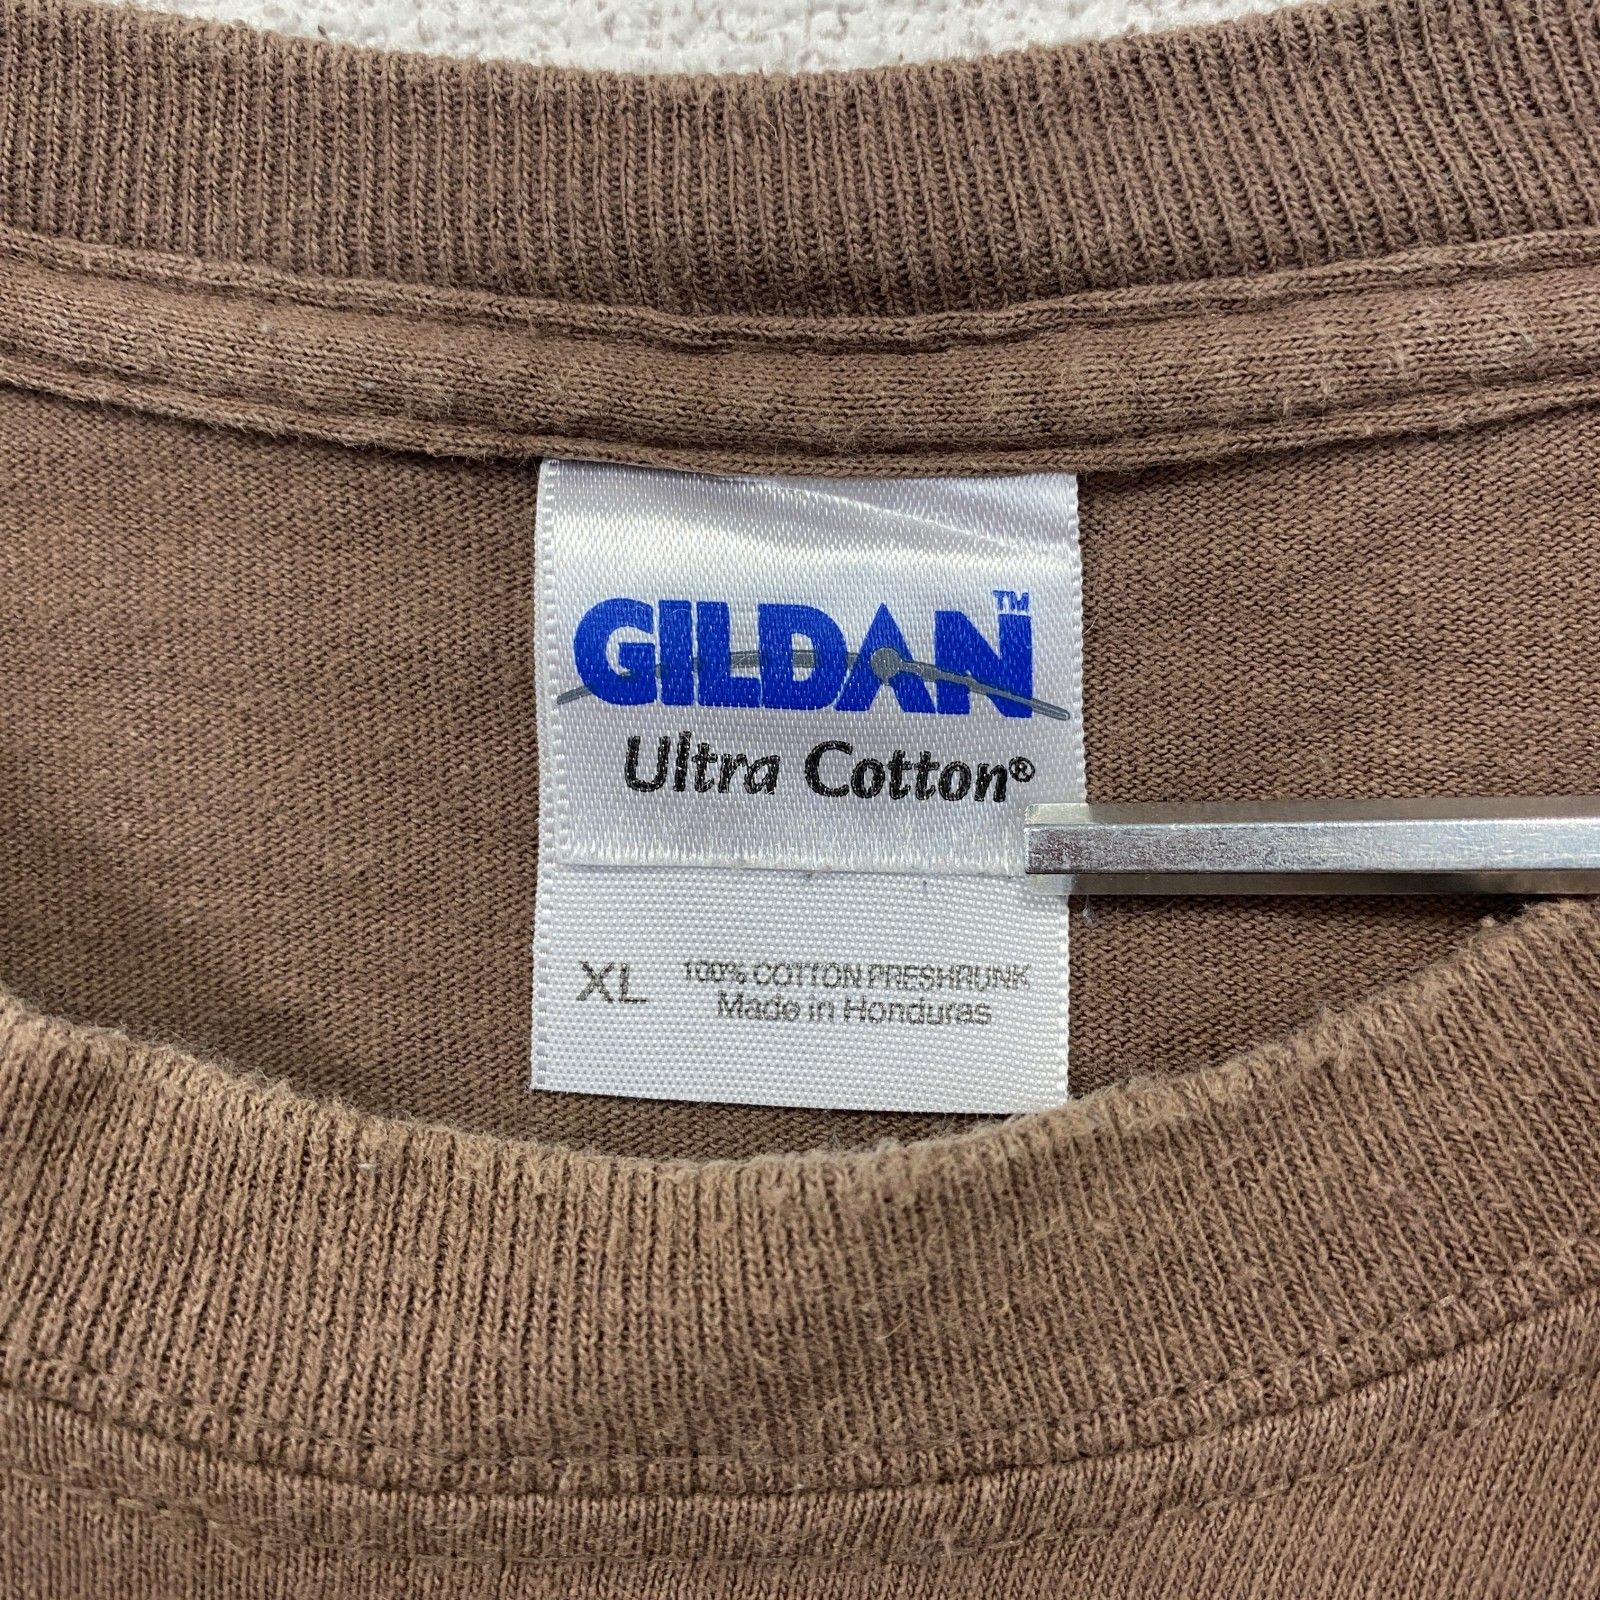 GILDAN™
Ultra Cotton®
XL 100% COTTON PRESHRUNK
Made in Honduras